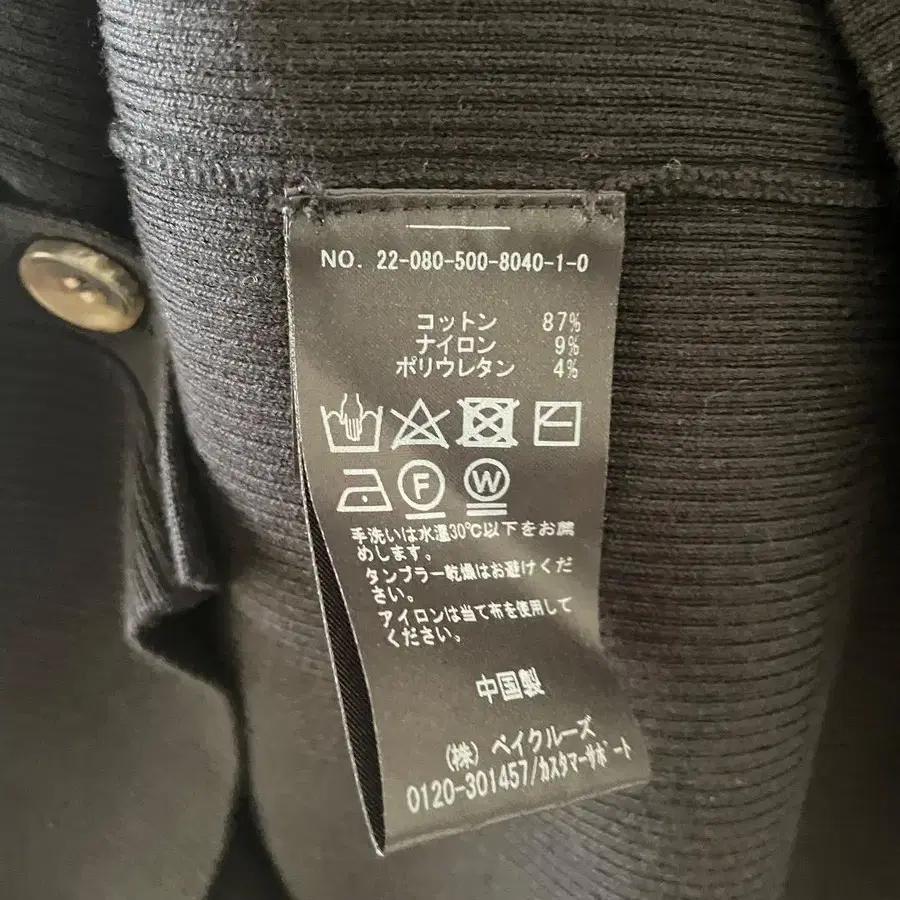 NO. 22-080-500-8040-1-0
コットン 87%
ナイロン 9%
ポリウレタン 4%
F W
手洗いは水温30℃以下をお薦
めします。
タンブラー乾燥はお避けくだ
さい。
アイロンは当て布を使用して
ください。
中国製
(株) ベイクルーズ
0120-301457/カスタマーサポート